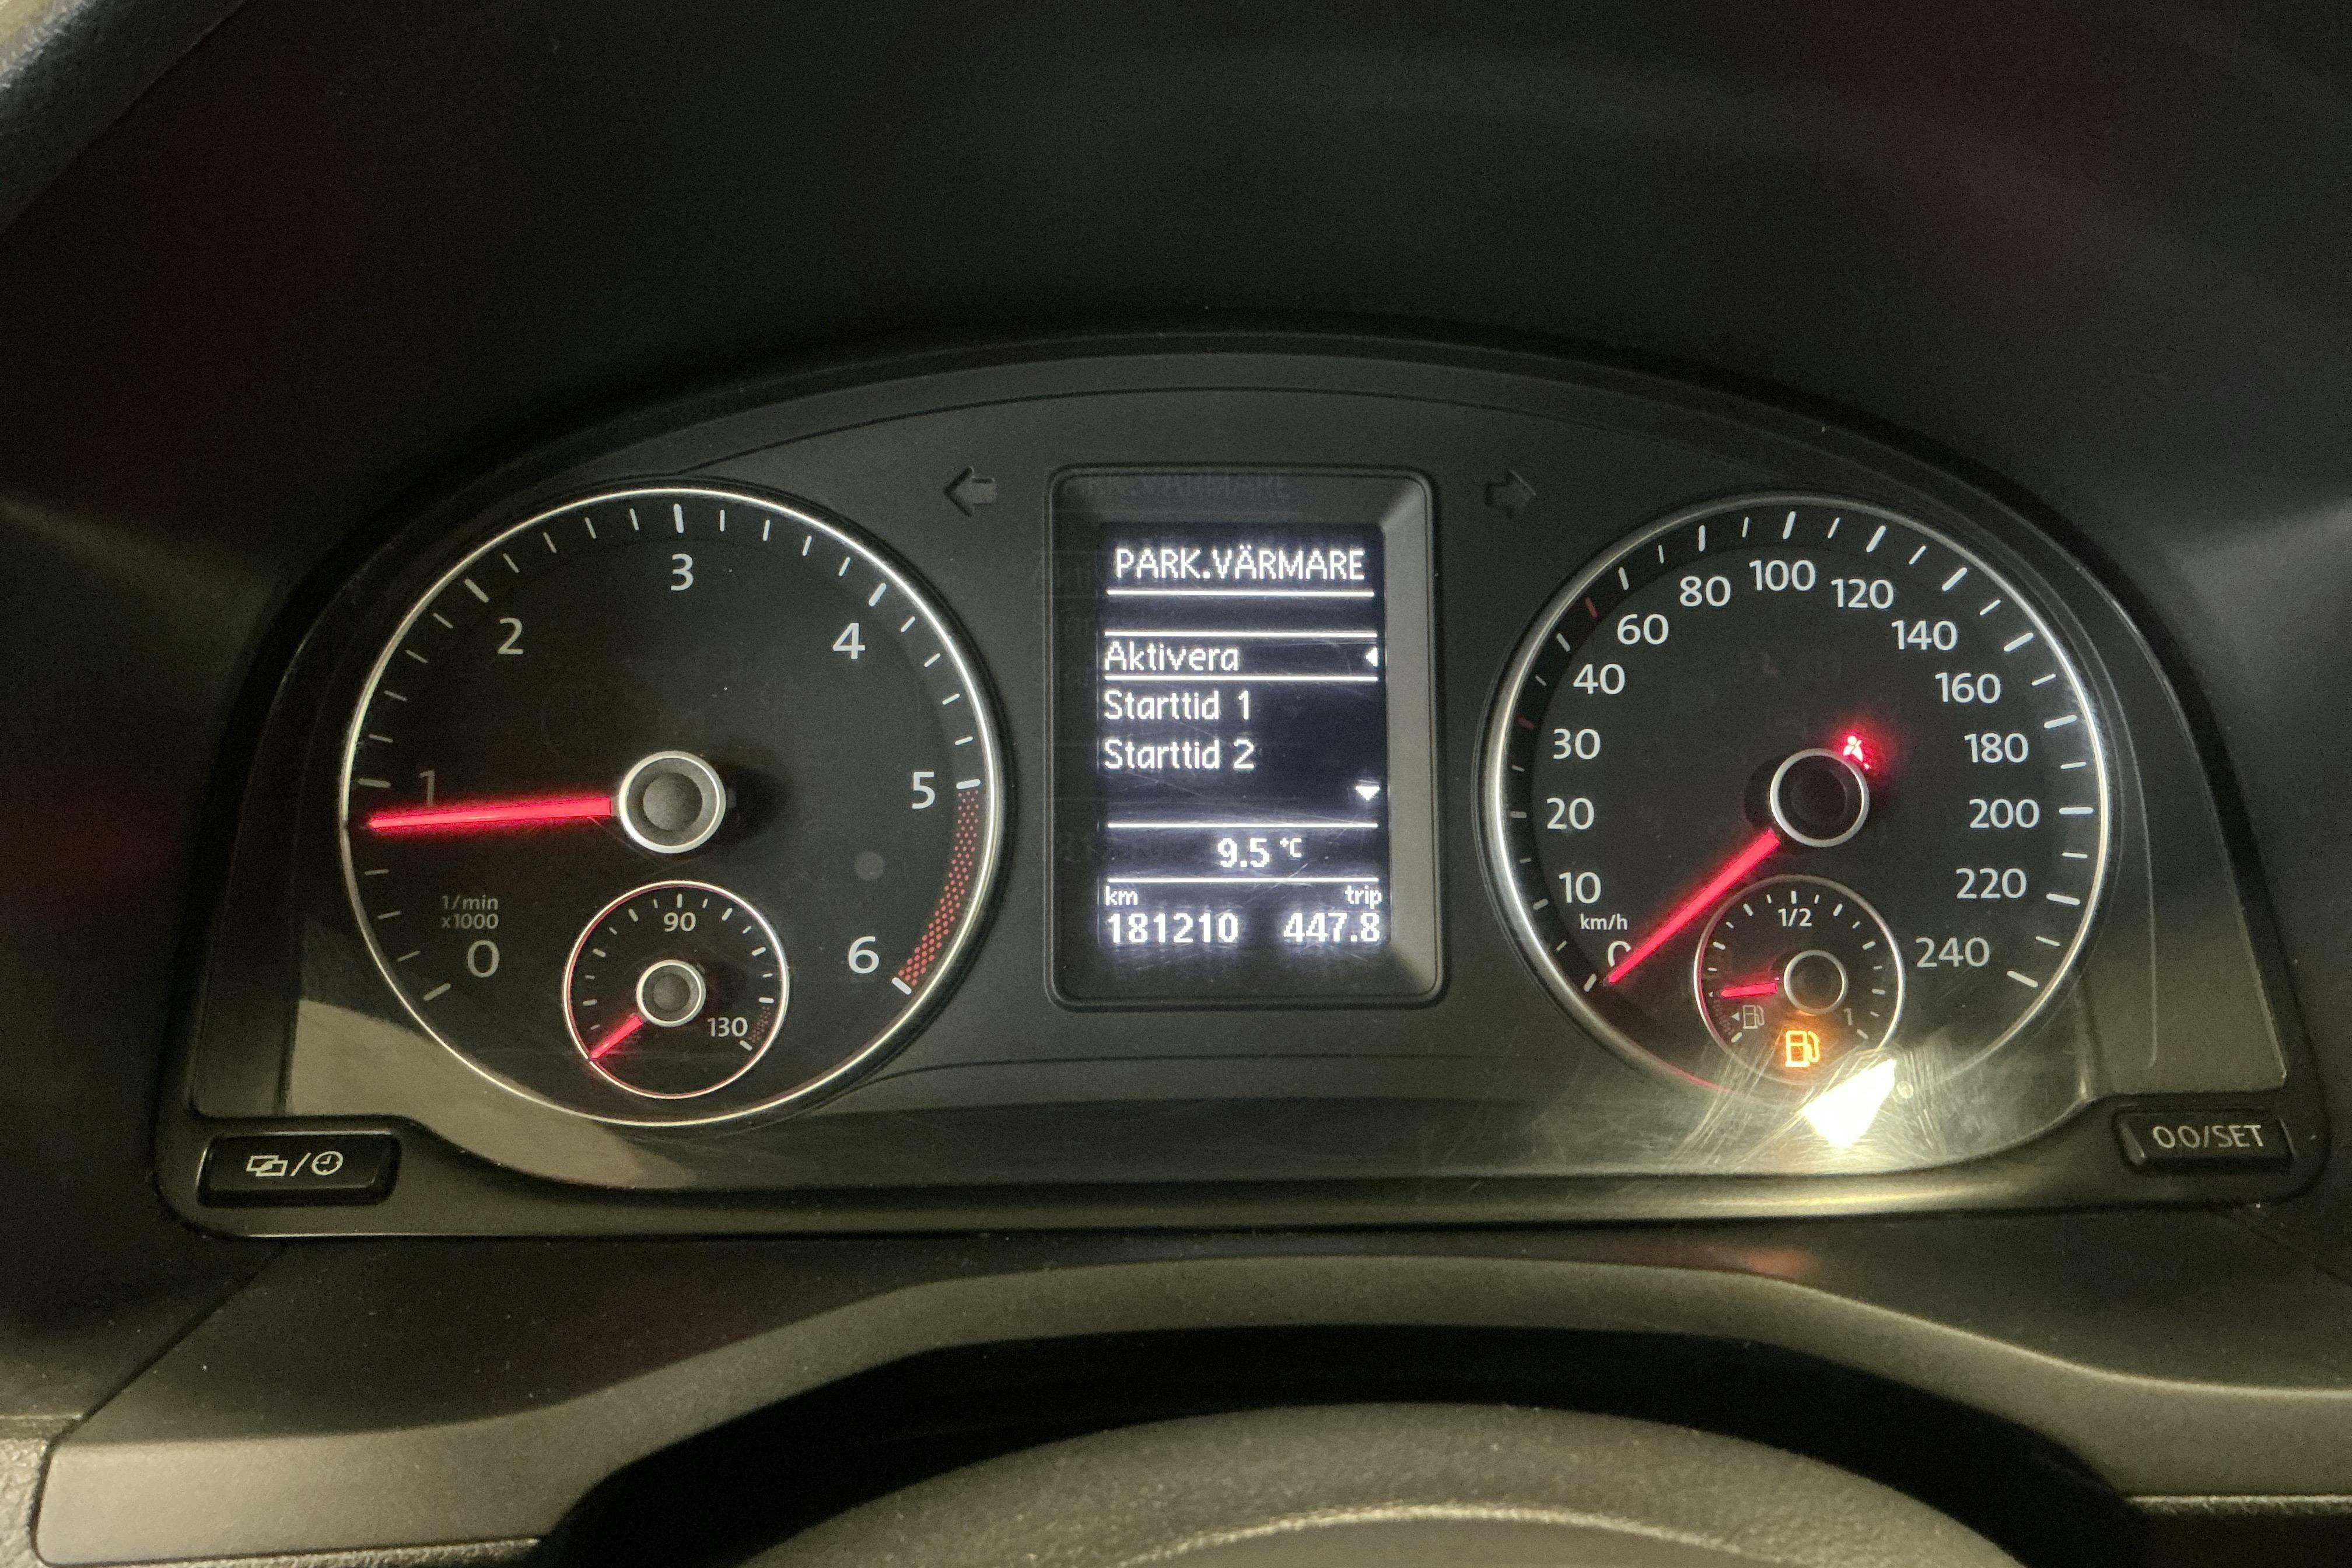 PARK.VÄRMARE
Aktivera
Starttid 1
Starttid 2
9.5 °C
km trip
181210 447.8
0 1 2 3 4 5 6
1/min
x1000
90
130
0 10 20 30 40 60 80 100 120 140 160 180 200 220 240
km/h
1/2
1
0.0/SET